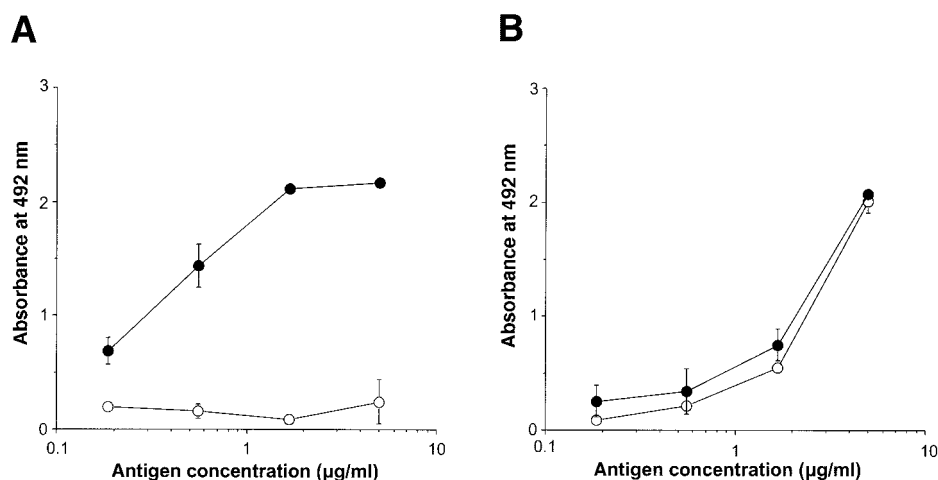 A
3
2
1
0
Absorbance at 492 nm
0.1
1
10
Antigen concentration (µg/ml)
B
3
2
1
0
Absorbance at 492 nm
0.1
1
10
Antigen concentration (µg/ml)